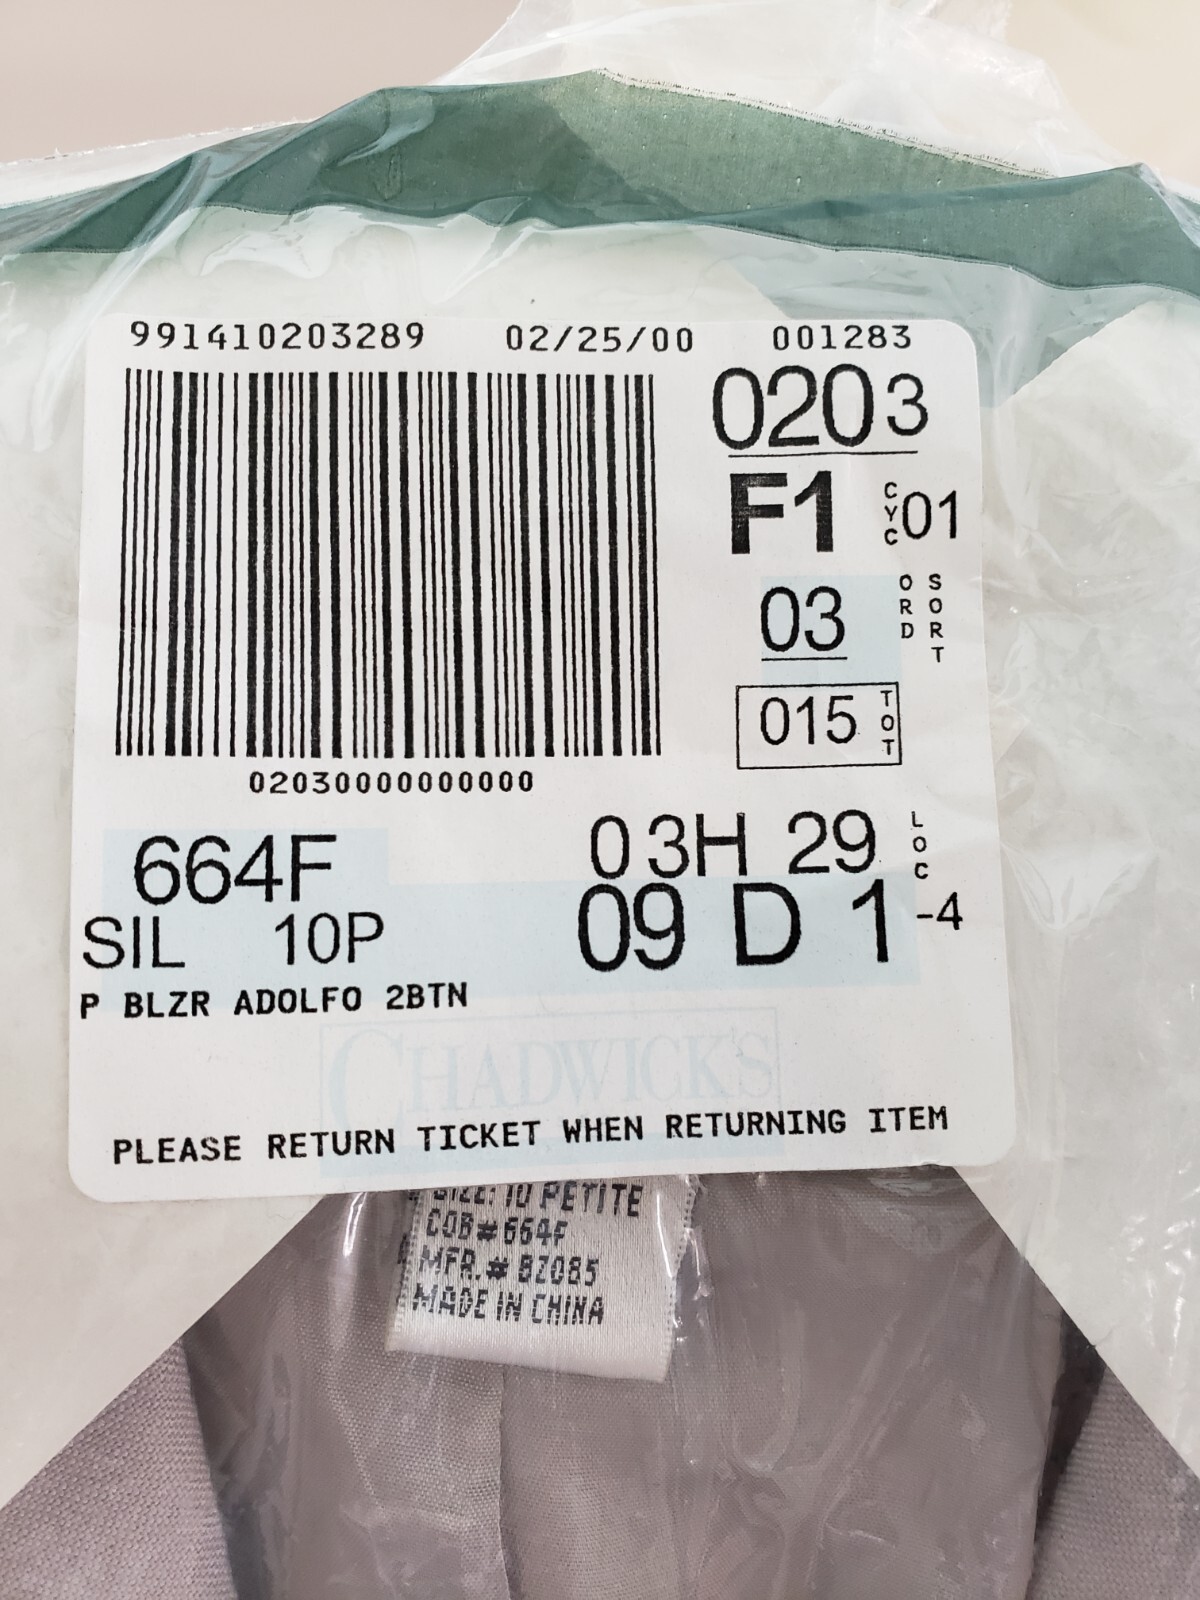 991410203289 02/25/00 001283
0203
F1 CYC 01
03 ORD SORT
015 TOT
02030000000000
664F 03H 29 LOC
SIL 10P 09 D 1 -4
P BLZR ADOLFO 2BTN
CHADWICK'S
PLEASE RETURN TICKET WHEN RETURNING ITEM
SIZE: 10 PETITE
COB# 664F
MFR.# 82085
MADE IN CHINA